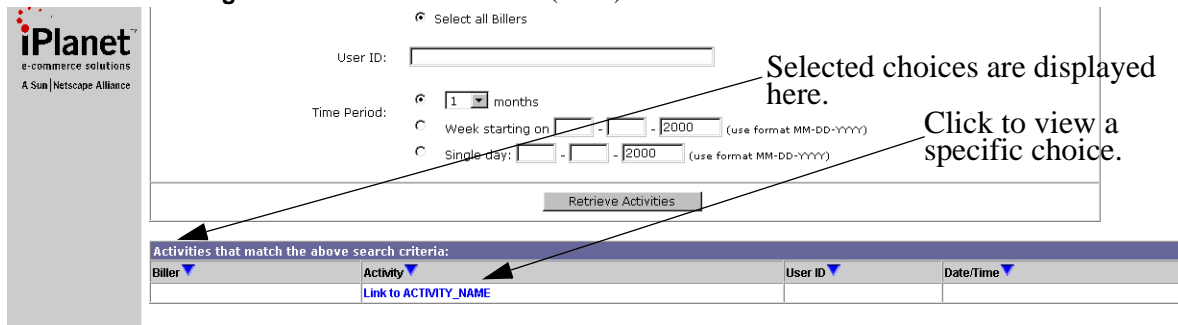 Select all Billers
iPlanet
e-commerce solutions
A Sun|Netscape Alliance
User ID:
Selected choices are displayed
here.
Time Period:
1 months
Week starting on - - 2000 (use format MM-DD-YYYY)
Click to view a
specific choice.
Single day: - - 2000 (use format MM-DD-YYYY)
Retrieve Activities
Activities that match the above search criteria:
Biller Activity User ID Date/Time
Link to ACTIVITY_NAME